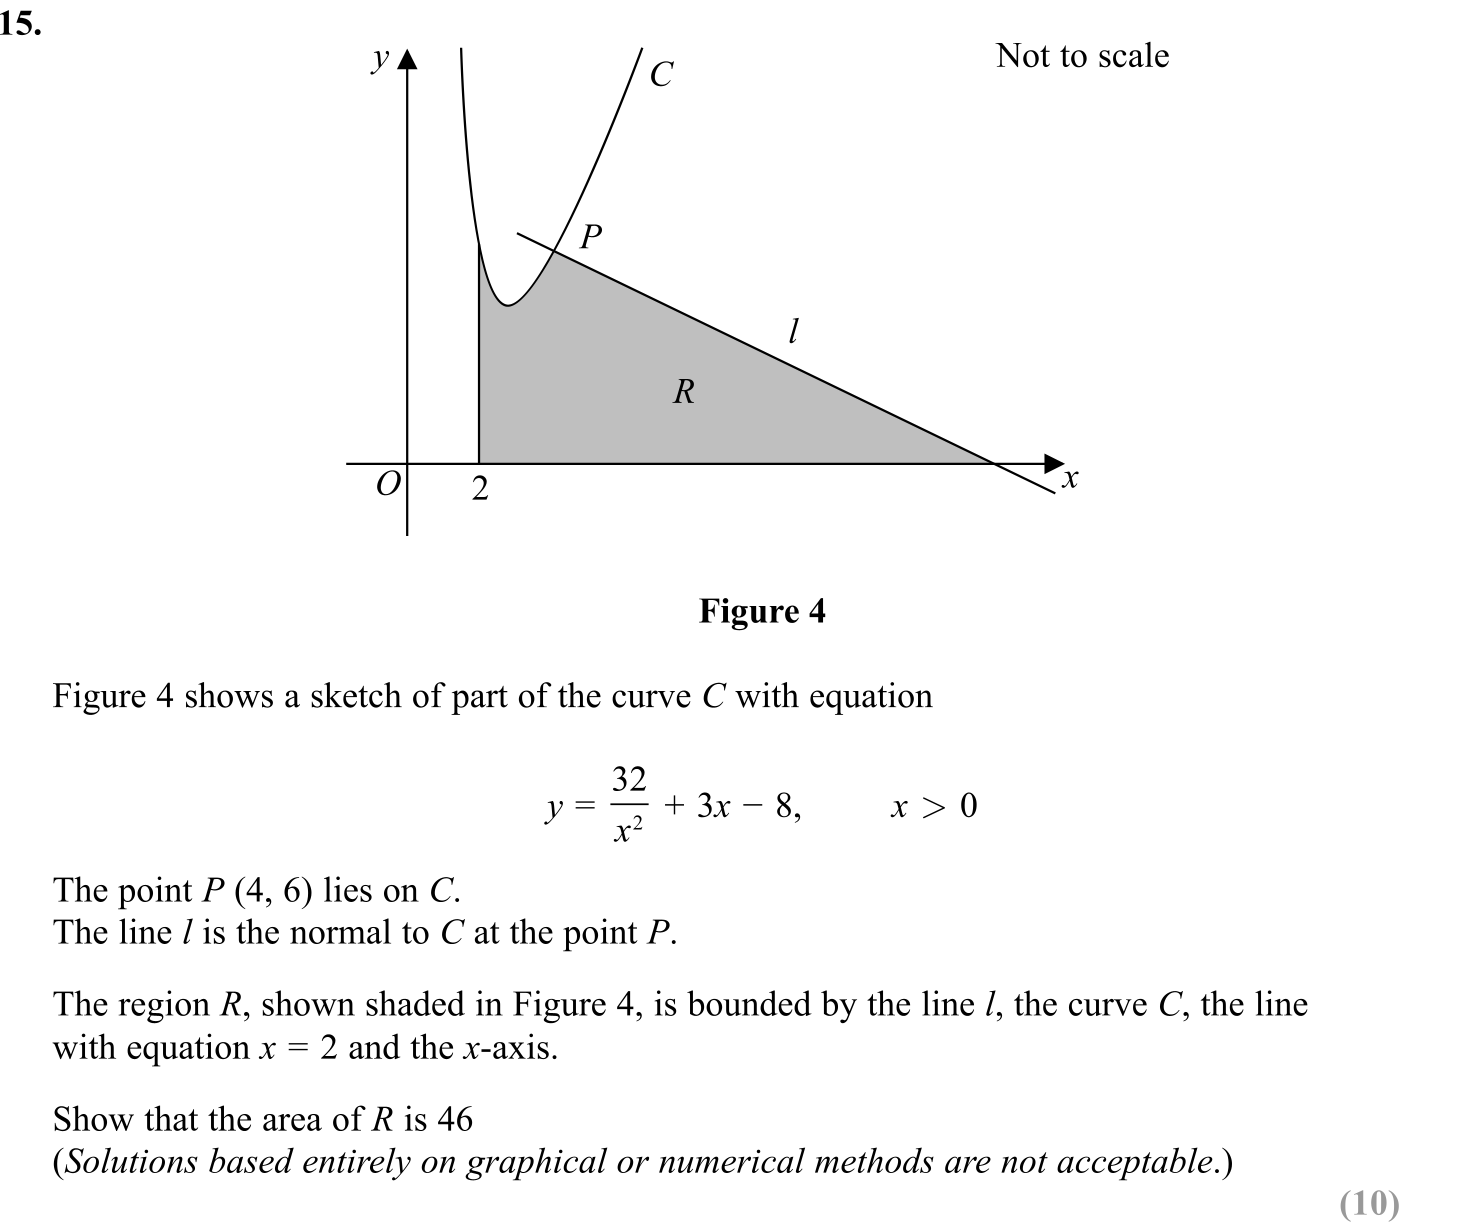 15.
y
C
Not to scale
P
l
R
O
2
x
Figure 4
Figure 4 shows a sketch of part of the curve C with equation
y = 32/x² + 3x − 8, x > 0
The point P (4, 6) lies on C.
The line l is the normal to C at the point P.
The region R, shown shaded in Figure 4, is bounded by the line l, the curve C, the line
with equation x = 2 and the x-axis.
Show that the area of R is 46
(Solutions based entirely on graphical or numerical methods are not acceptable.)
(10)